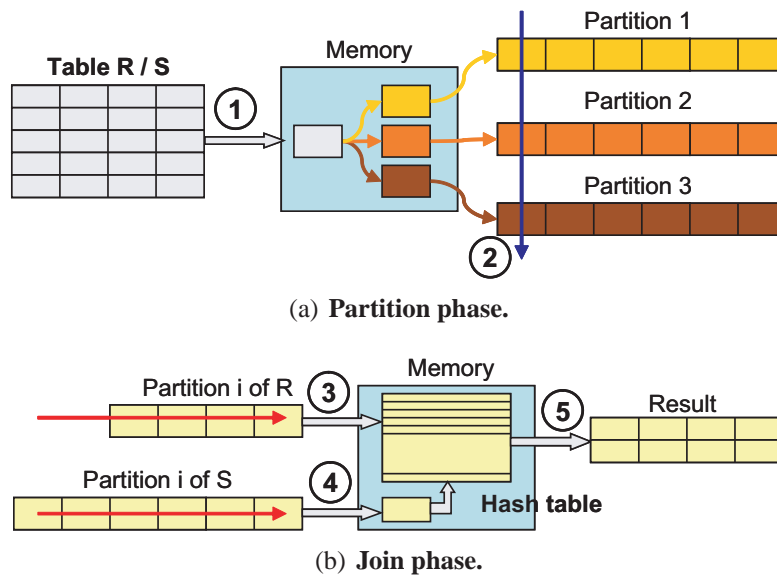 Partition 1
Memory
Table R / S
1
Partition 2
Partition 3
2
(a) Partition phase.
Memory
Partition i of R
3
5
Result
Partition i of S
4
Hash table
(b) Join phase.